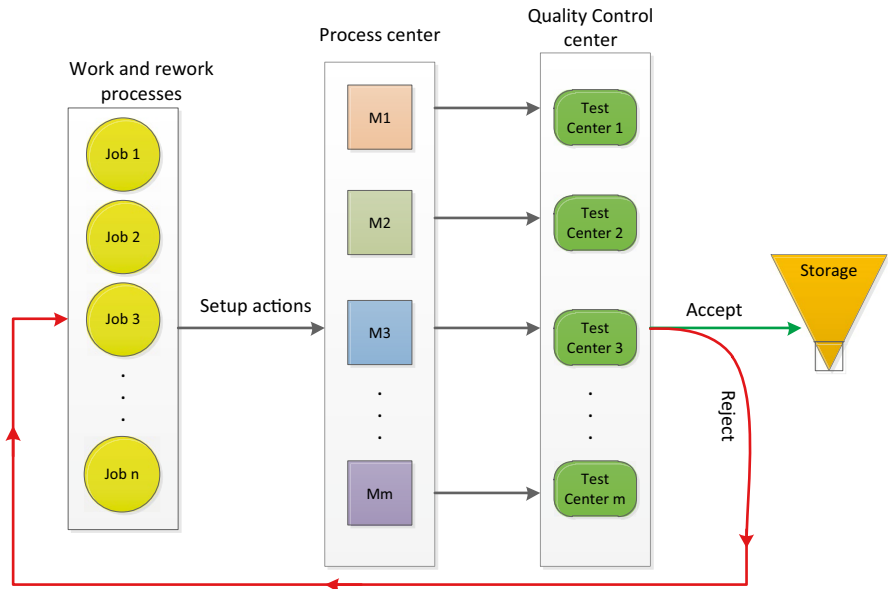 Work and rework
processes
Job 1
Job 2
Job 3
Job n
Setup actions
Process center
M1
M2
M3
Mm
Quality Control
center
Test
Center 1
Test
Center 2
Test
Center 3
Test
Center m
Accept
Reject
Storage